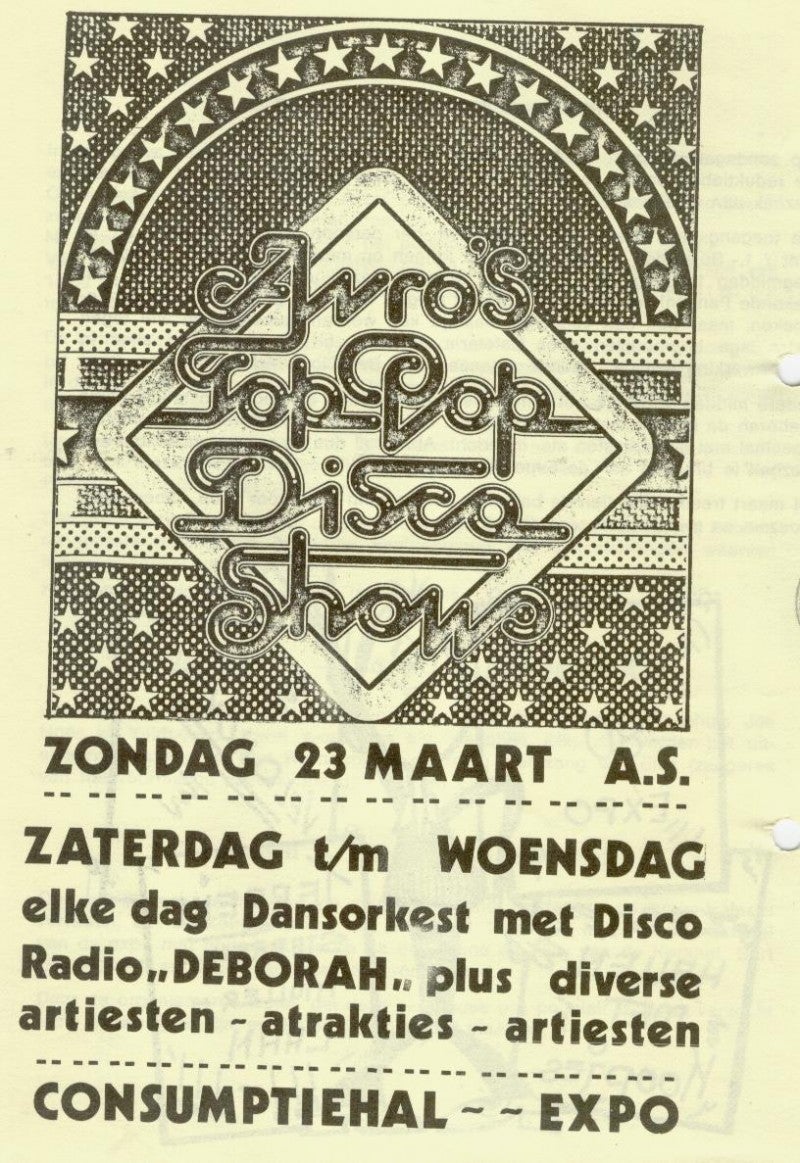 Avro's
Top Pop
Disco
Show
ZONDAG 23 MAART A.S.
ZATERDAG t/m WOENSDAG
elke dag Dansorkest met Disco
Radio „DEBORAH„ plus diverse
artiesten - atrakties - artiesten
CONSUMPTIEHAL - - EXPO